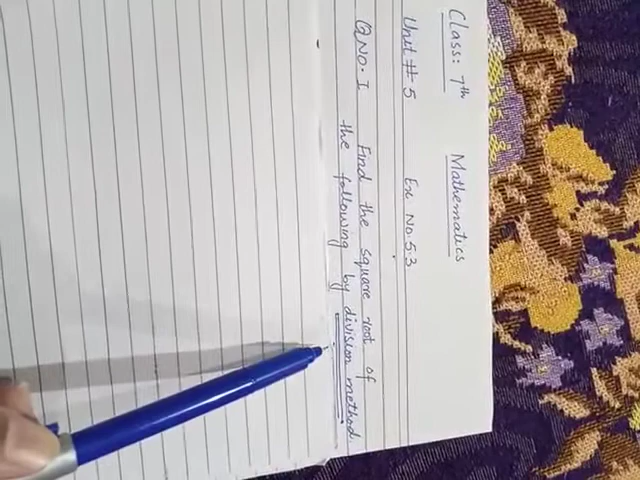 Class: 7th Mathematics
Unit # 5 Ex No. 5.3
Q No. I Find the square root of
the following by division method.